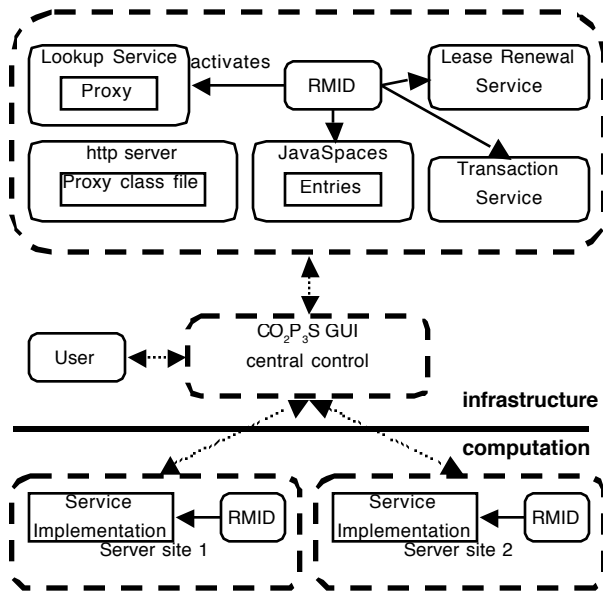 Lookup Service
activates
Proxy
RMID
Lease Renewal
Service
http server
Proxy class file
JavaSpaces
Entries
Transaction
Service
CO₂P₃S GUI
central control
User
infrastructure
computation
Service
Implementation
RMID
Server site 1
Service
Implementation
RMID
Server site 2